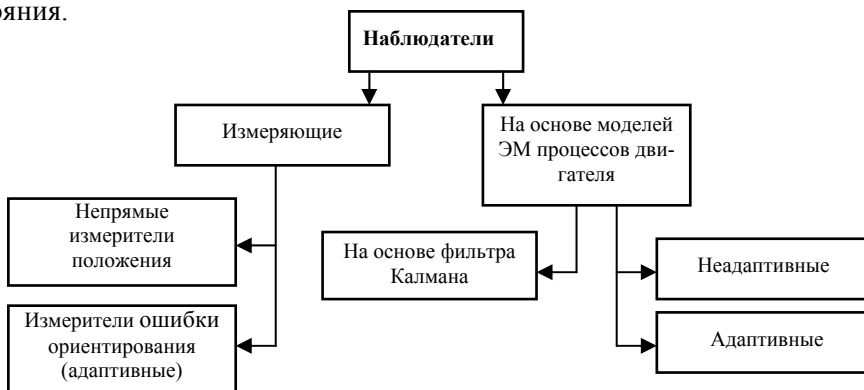 ояния.
Наблюдатели
Измеряющие
На основе моделей
ЭМ процессов дви-
гателя
Непрямые
измерители
положения
На основе фильтра
Калмана
Неадаптивные
Измерители ошибки
ориентирования
(адаптивные)
Адаптивные